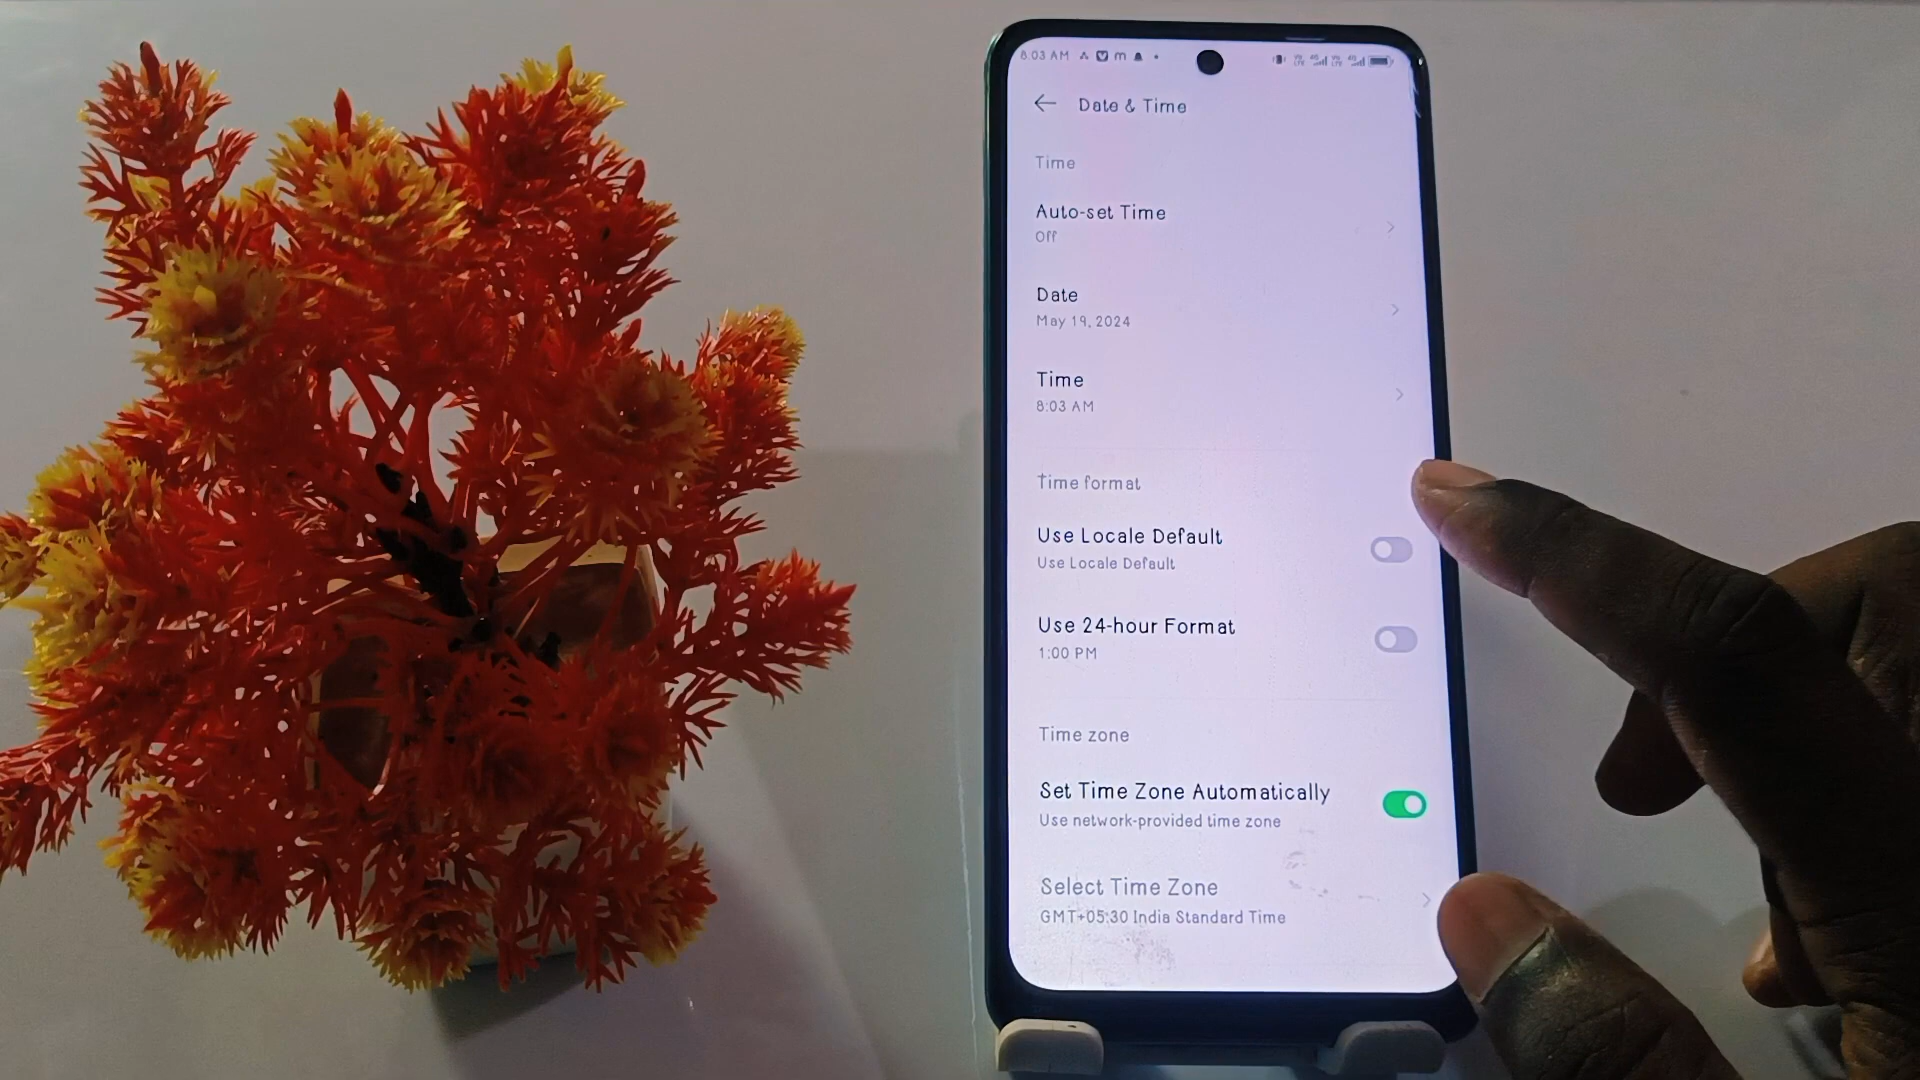 8:03 AM
Date & Time
Time
Auto-set Time
Off
Date
May 19, 2024
Time
8:03 AM
Time format
Use Locale Default
Use Locale Default
Use 24-hour Format
1:00 PM
Time zone
Set Time Zone Automatically
Use network-provided time zone
Select Time Zone
GMT+05:30 India Standard Time